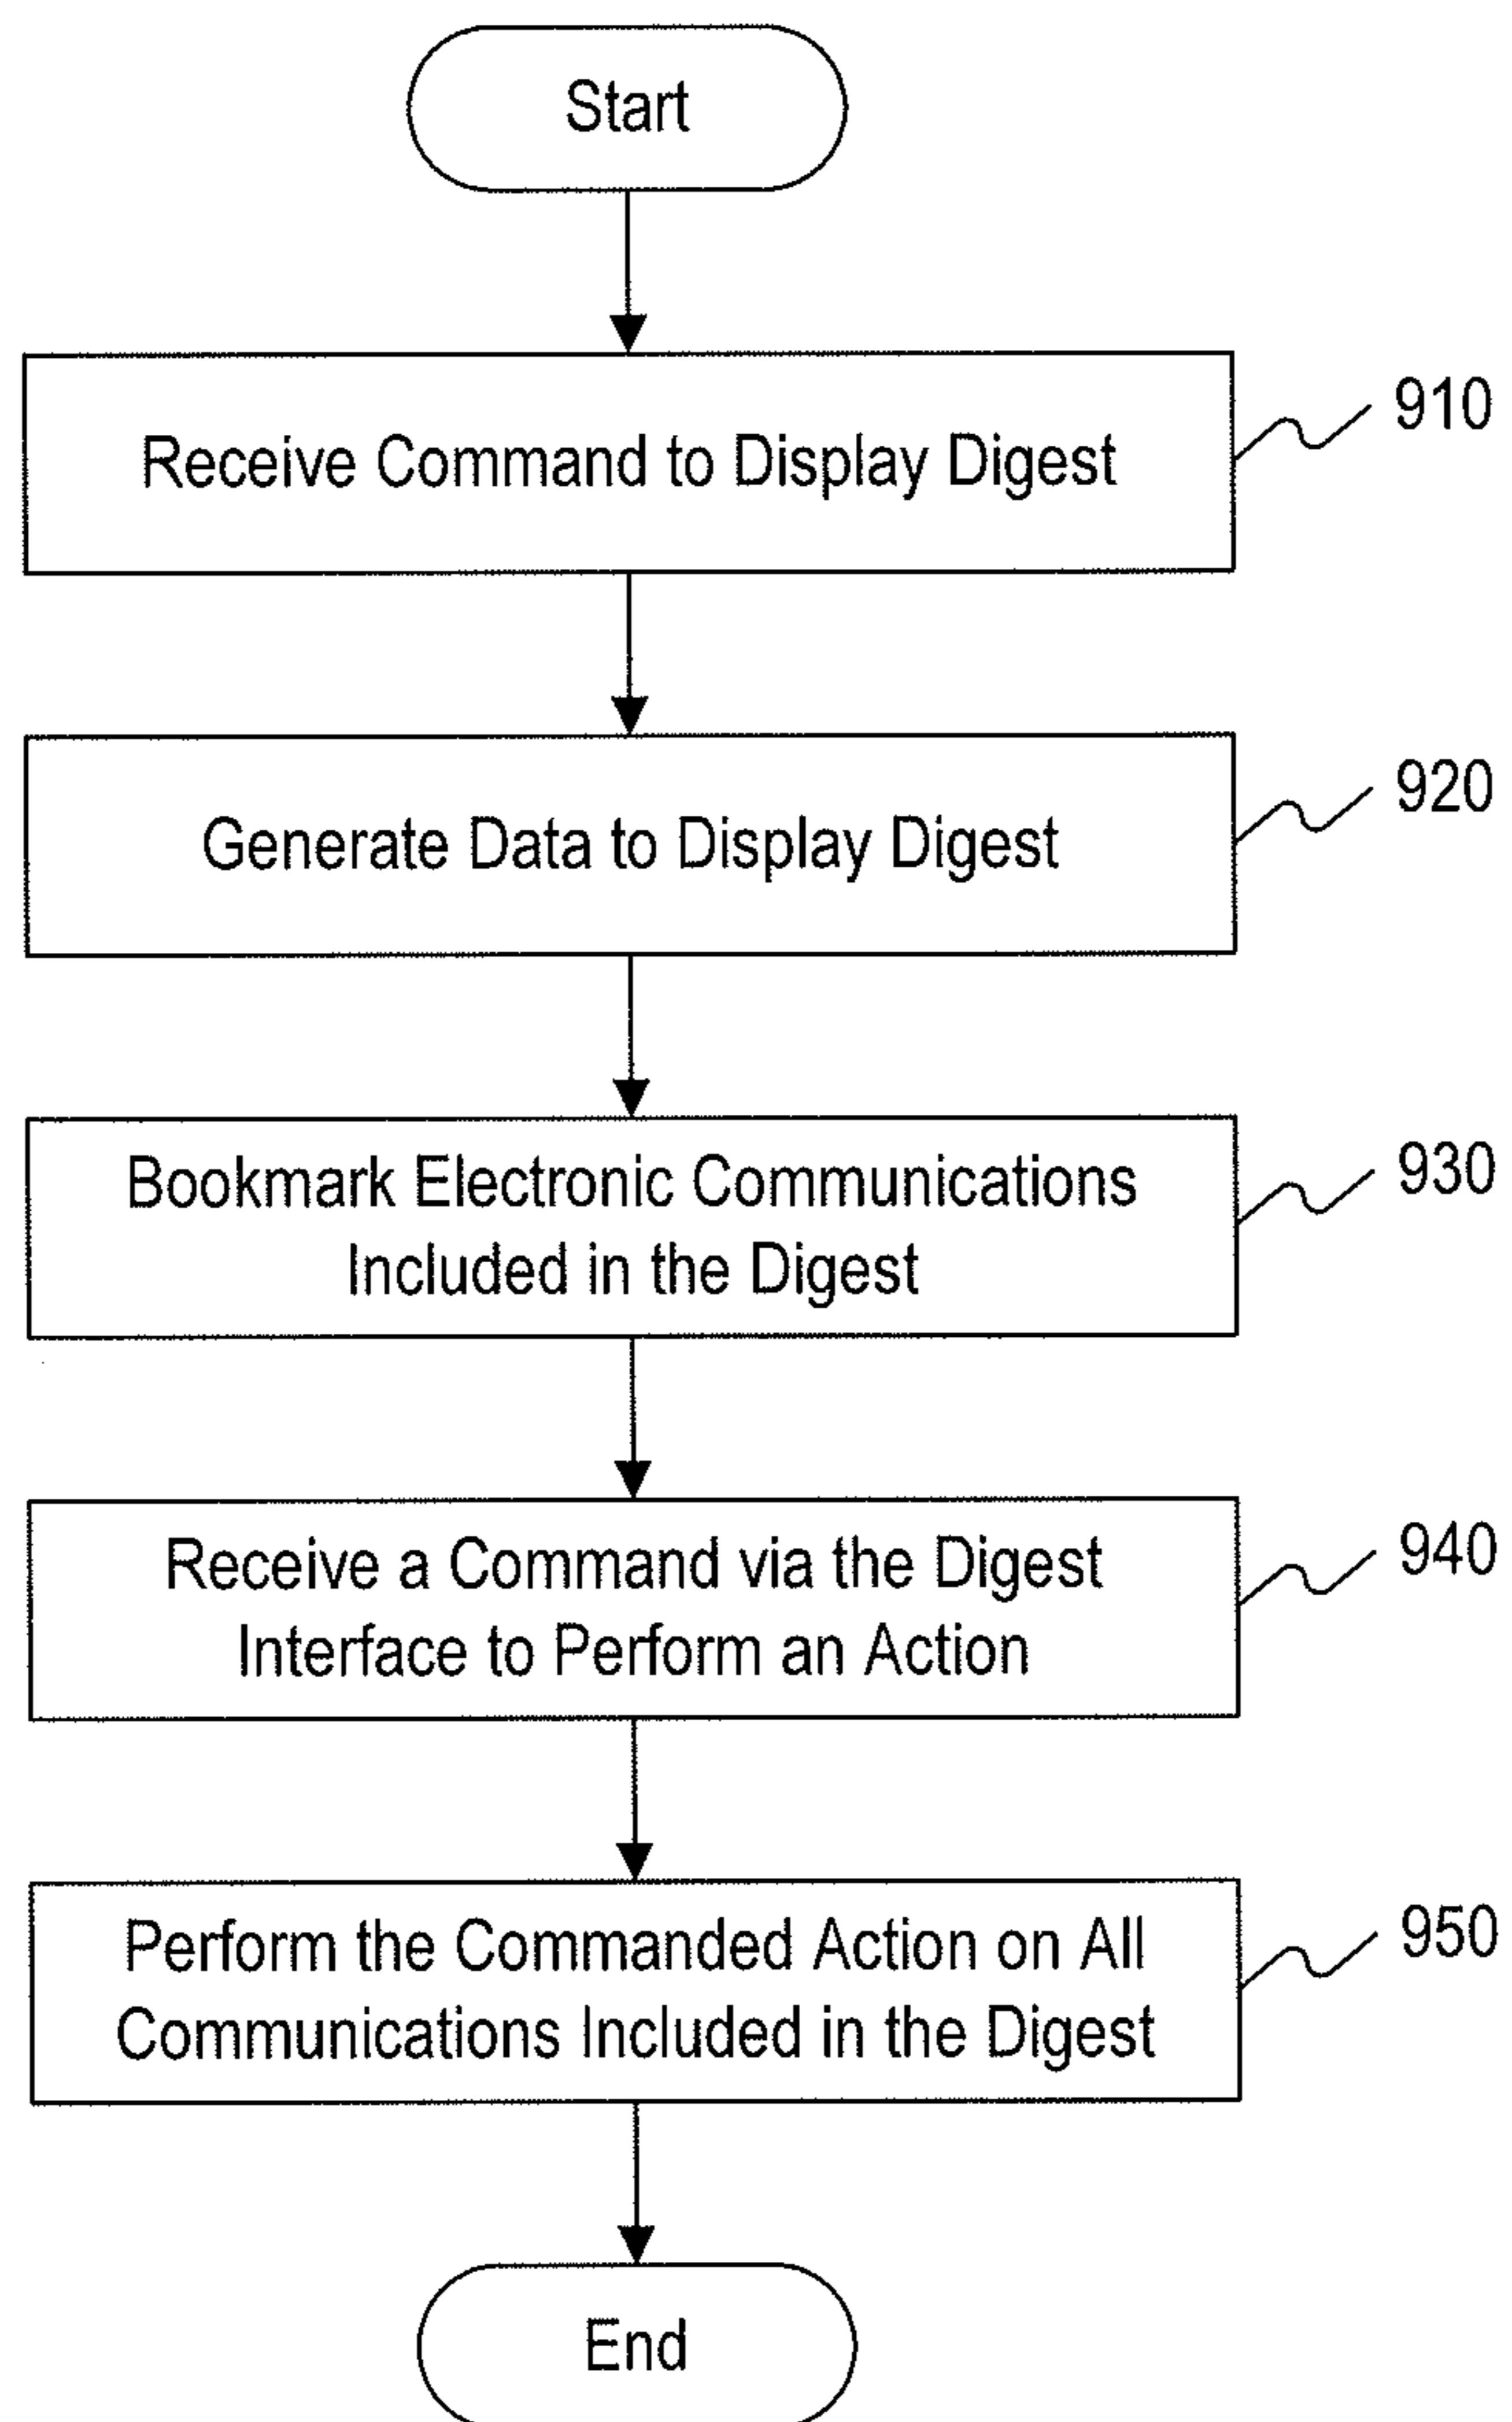 Start
Receive Command to Display Digest
910
Generate Data to Display Digest
920
Bookmark Electronic Communications
Included in the Digest
930
Receive a Command via the Digest
Interface to Perform an Action
940
Perform the Commanded Action on All
Communications Included in the Digest
950
End